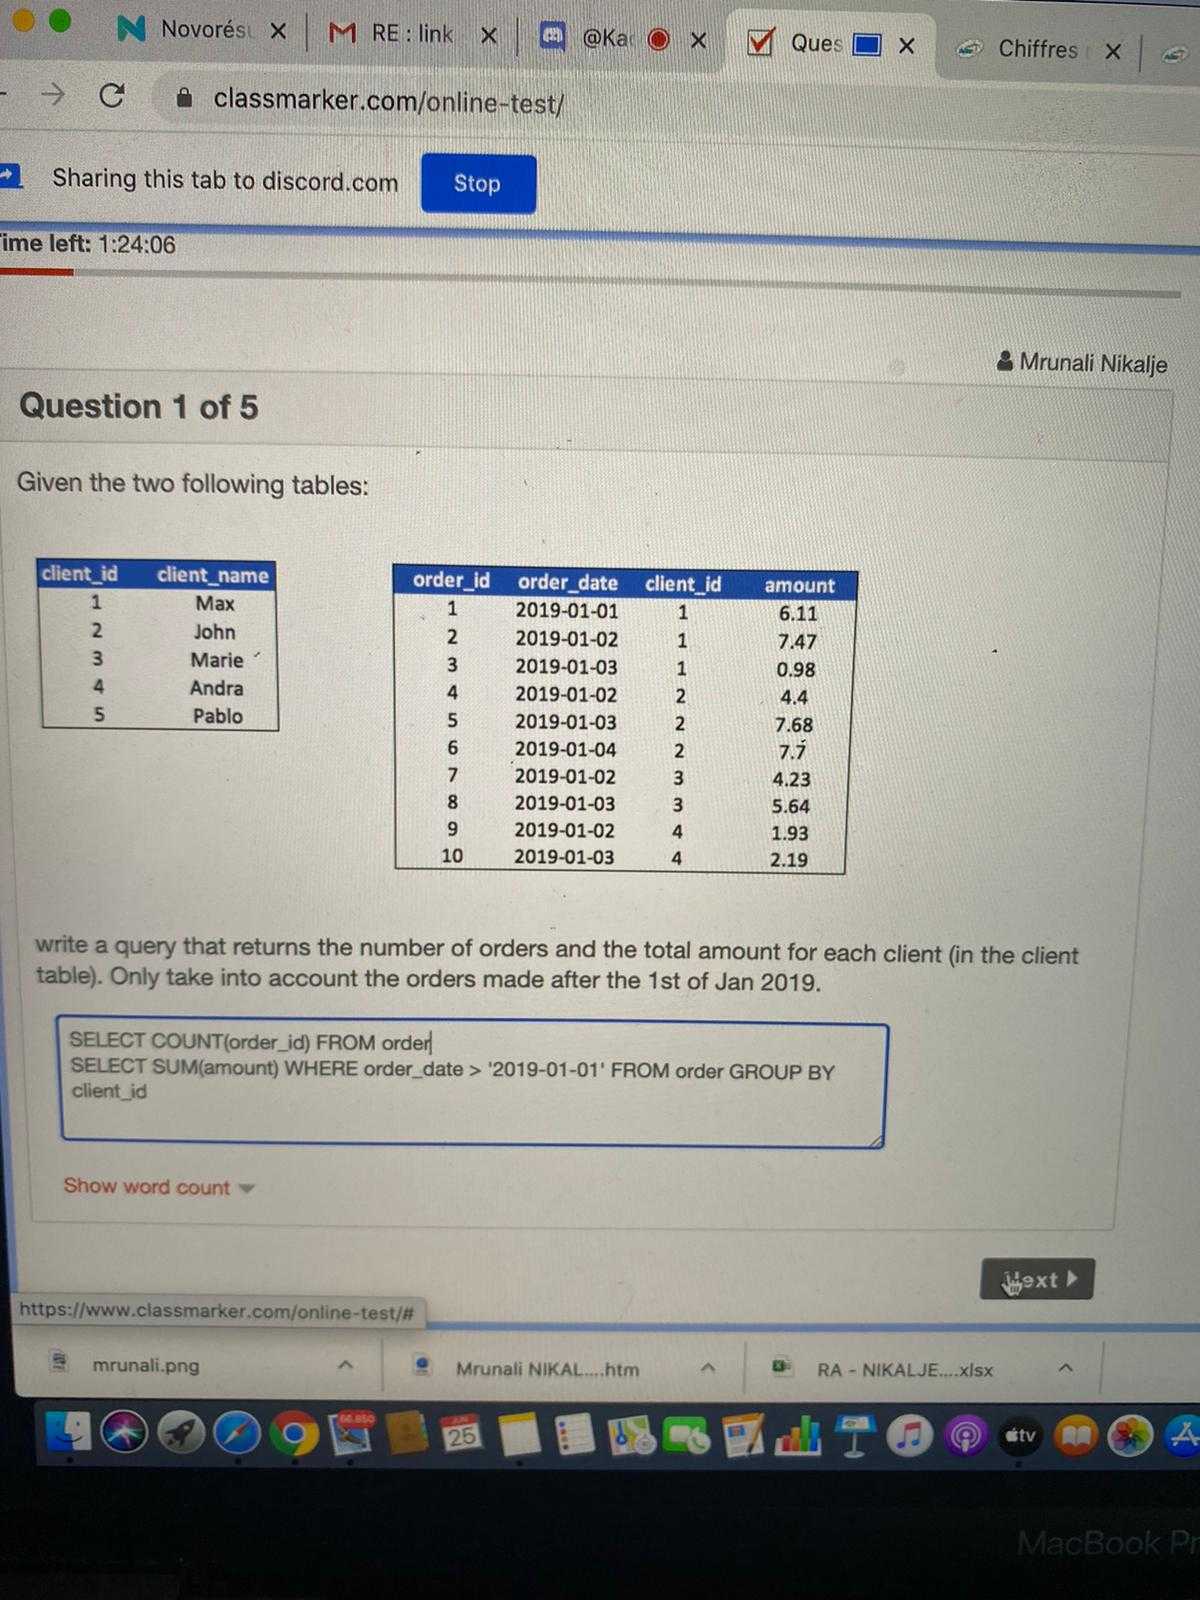 Novorés
RE : link
@Ka
Ques
Chiffres
classmarker.com/online-test/
Sharing this tab to discord.com
Stop
ime left: 1:24:06
Mrunali Nikalje
Question 1 of 5
Given the two following tables:
client_id client_name
1 Max
2 John
3 Marie
4 Andra
5 Pablo
order_id order_date client_id amount
1 2019-01-01 1 6.11
2 2019-01-02 1 7.47
3 2019-01-03 1 0.98
4 2019-01-02 2 4.4
5 2019-01-03 2 7.68
6 2019-01-04 2 7.7
7 2019-01-02 3 4.23
8 2019-01-03 3 5.64
9 2019-01-02 4 1.93
10 2019-01-03 4 2.19
write a query that returns the number of orders and the total amount for each client (in the client
table). Only take into account the orders made after the 1st of Jan 2019.
SELECT COUNT(order_id) FROM order
SELECT SUM(amount) WHERE order_date > '2019-01-01' FROM order GROUP BY
client_id
Show word count
Next
https://www.classmarker.com/online-test/#
mrunali.png
Mrunali NIKAL....htm
RA - NIKALJE....xlsx
66,850
JUN
25
tv
MacBook Pr